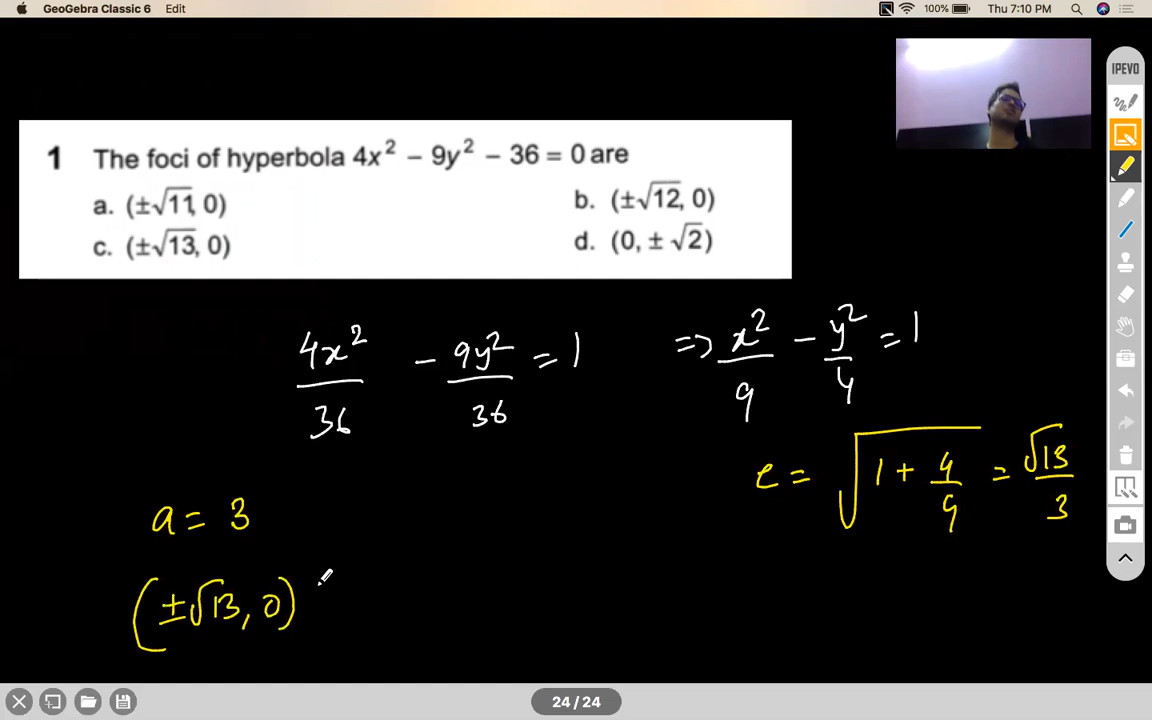 GeoGebra Classic 6 Edit 100% Thu 7:10 PM
IPEVO
1 The foci of hyperbola 4x² − 9y² − 36 = 0 are
a. (±√11, 0) b. (±√12, 0)
c. (±√13, 0) d. (0, ± √2)
4x²/36 − 9y²/36 = 1 => x²/9 − y²/4 = 1
e = √(1 + 4/9) = √13/3
a = 3
(±√13, 0)
24 / 24